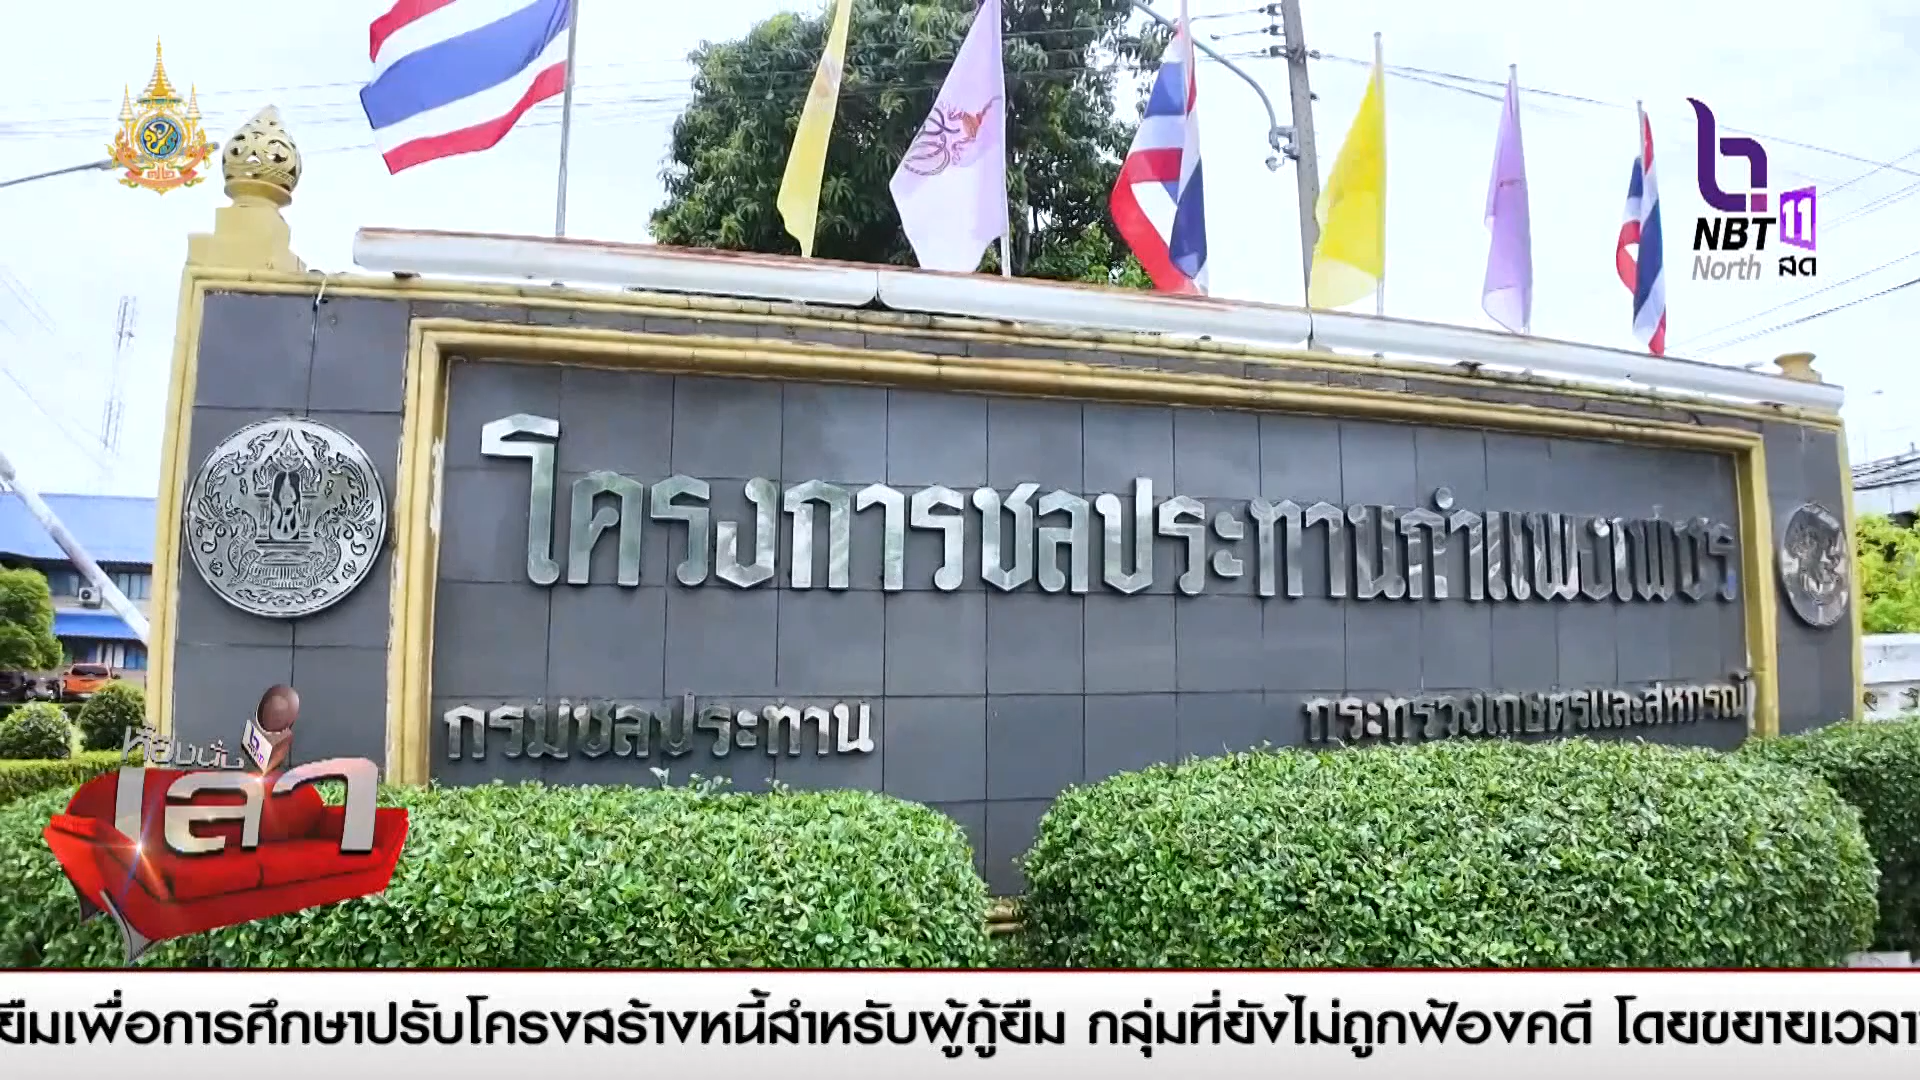 NBT 11
North สด
โครงการชลประทานกำแพงเพชร
กรมชลประทาน
กระทรวงเกษตรและสหกรณ์
ห้องนั่ง
เล่า
ยืมเพื่อการศึกษาปรับโครงสร้างหนี้สำหรับผู้กู้ยืม กลุ่มที่ยังไม่ถูกฟ้องคดี โดยขยายเวลา